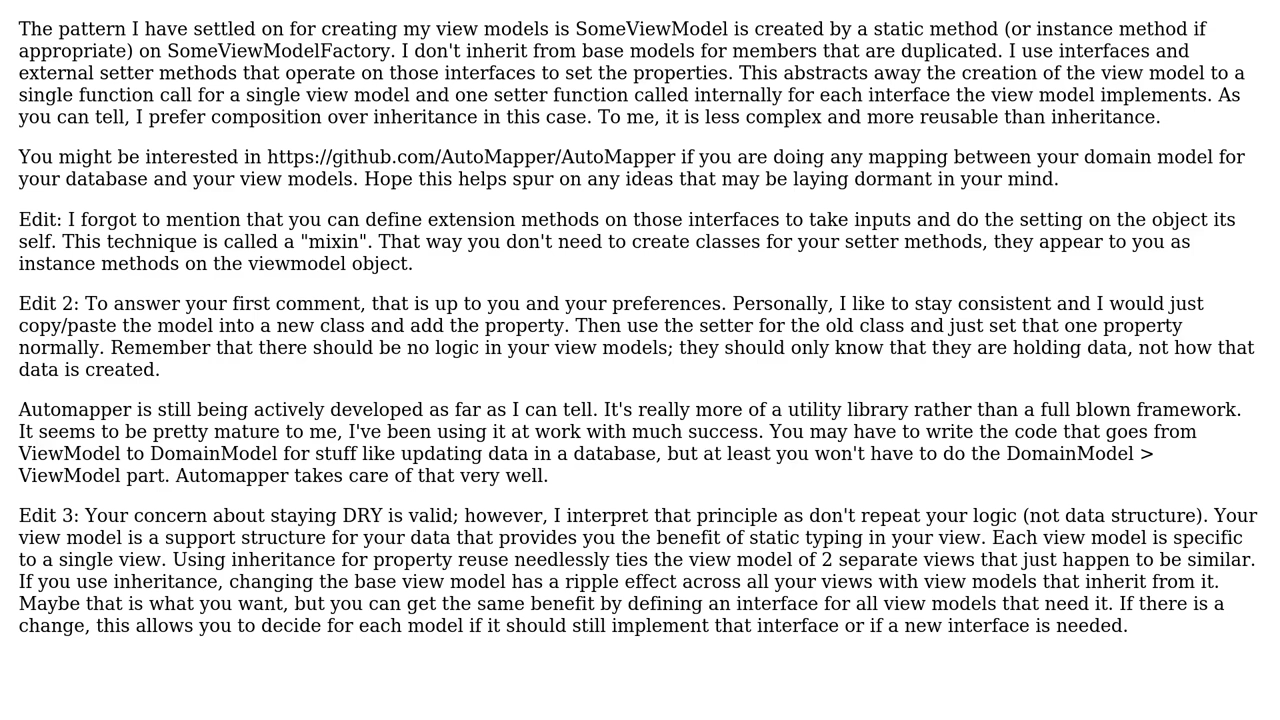 The pattern I have settled on for creating my view models is SomeViewModel is created by a static method (or instance method if
appropriate) on SomeViewModelFactory. I don't inherit from base models for members that are duplicated. I use interfaces and
external setter methods that operate on those interfaces to set the properties. This abstracts away the creation of the view model to a
single function call for a single view model and one setter function called internally for each interface the view model implements. As
you can tell, I prefer composition over inheritance in this case. To me, it is less complex and more reusable than inheritance.
You might be interested in https://github.com/AutoMapper/AutoMapper if you are doing any mapping between your domain model for
your database and your view models. Hope this helps spur on any ideas that may be laying dormant in your mind.
Edit: I forgot to mention that you can define extension methods on those interfaces to take inputs and do the setting on the object its
self. This technique is called a "mixin". That way you don't need to create classes for your setter methods, they appear to you as
instance methods on the viewmodel object.
Edit 2: To answer your first comment, that is up to you and your preferences. Personally, I like to stay consistent and I would just
copy/paste the model into a new class and add the property. Then use the setter for the old class and just set that one property
normally. Remember that there should be no logic in your view models; they should only know that they are holding data, not how that
data is created.
Automapper is still being actively developed as far as I can tell. It's really more of a utility library rather than a full blown framework.
It seems to be pretty mature to me, I've been using it at work with much success. You may have to write the code that goes from
ViewModel to DomainModel for stuff like updating data in a database, but at least you won't have to do the DomainModel >
ViewModel part. Automapper takes care of that very well.
Edit 3: Your concern about staying DRY is valid; however, I interpret that principle as don't repeat your logic (not data structure). Your
view model is a support structure for your data that provides you the benefit of static typing in your view. Each view model is specific
to a single view. Using inheritance for property reuse needlessly ties the view model of 2 separate views that just happen to be similar.
If you use inheritance, changing the base view model has a ripple effect across all your views with view models that inherit from it.
Maybe that is what you want, but you can get the same benefit by defining an interface for all view models that need it. If there is a
change, this allows you to decide for each model if it should still implement that interface or if a new interface is needed.